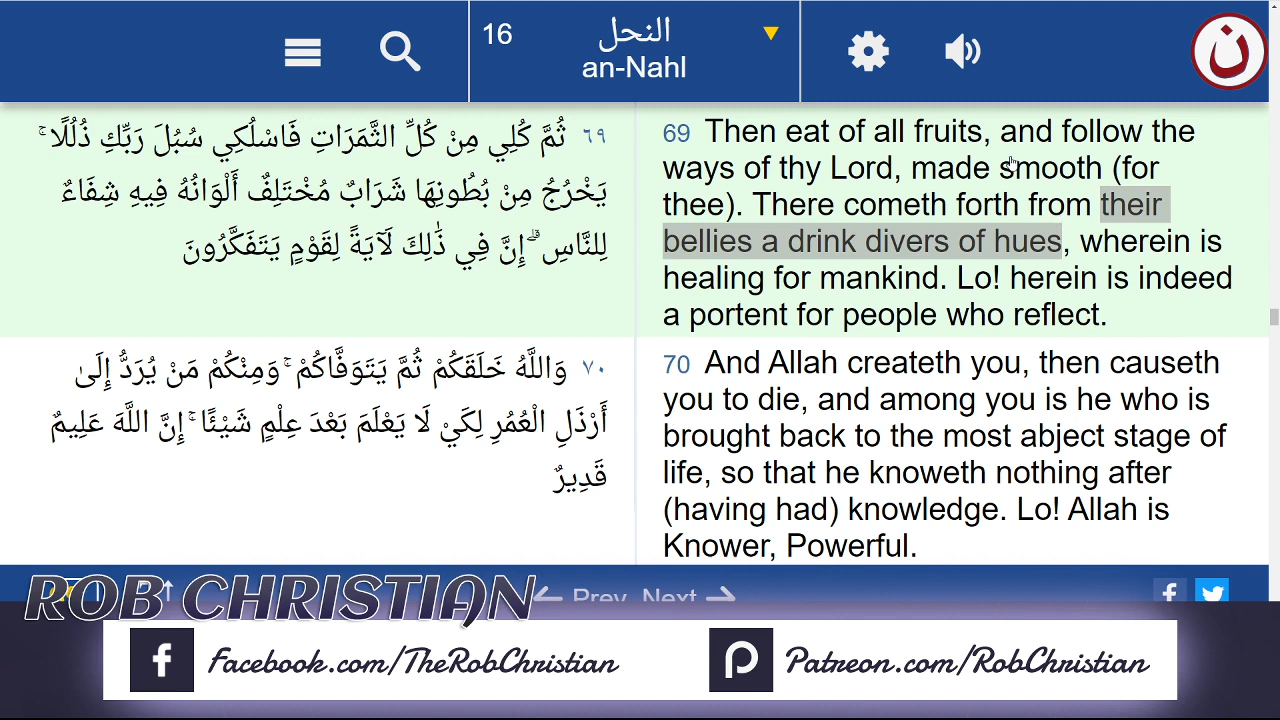 16
النحل
an-Nahl
ن
٦٩ ثُمَّ كُلِي مِنْ كُلِّ الثَّمَرَاتِ فَاسْلُكِي سُبُلَ رَبِّكِ ذُلُلًا ۚ
يَخْرُجُ مِنْ بُطُونِهَا شَرَابٌ مُخْتَلِفٌ أَلْوَانُهُ فِيهِ شِفَاءٌ
لِلنَّاسِ ۗ إِنَّ فِي ذَٰلِكَ لَآيَةً لِقَوْمٍ يَتَفَكَّرُونَ
69 Then eat of all fruits, and follow the
ways of thy Lord, made smooth (for
thee). There cometh forth from their
bellies a drink divers of hues, wherein is
healing for mankind. Lo! herein is indeed
a portent for people who reflect.
٧٠ وَاللَّهُ خَلَقَكُمْ ثُمَّ يَتَوَفَّاكُمْ ۚ وَمِنْكُمْ مَنْ يُرَدُّ إِلَىٰ
أَرْذَلِ الْعُمُرِ لِكَيْ لَا يَعْلَمَ بَعْدَ عِلْمٍ شَيْئًا ۚ إِنَّ اللَّهَ عَلِيمٌ
قَدِيرٌ
70 And Allah createth you, then causeth
you to die, and among you is he who is
brought back to the most abject stage of
life, so that he knoweth nothing after
(having had) knowledge. Lo! Allah is
Knower, Powerful.
Prev Next
ROB CHRISTIAN
Facebook.com/TheRobChristian
Patreon.com/RobChristian